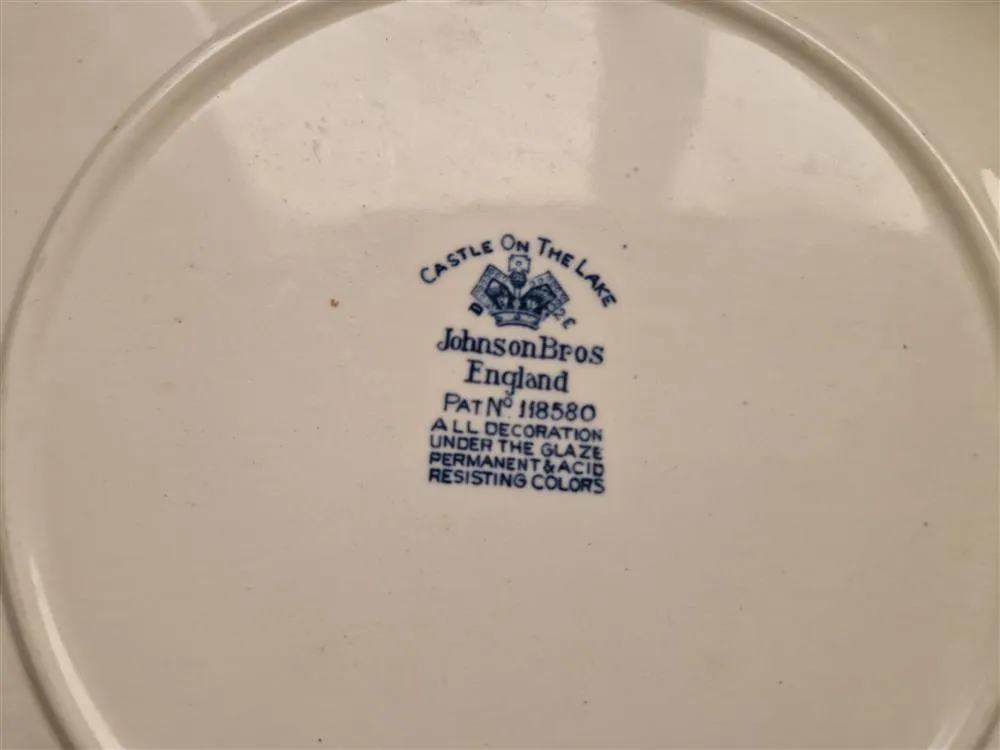 CASTLE ON THE LAKE
Johnson Bros
England
PAT Nº 118580
ALL DECORATION
UNDER THE GLAZE
PERMANENT & ACID
RESISTING COLORS